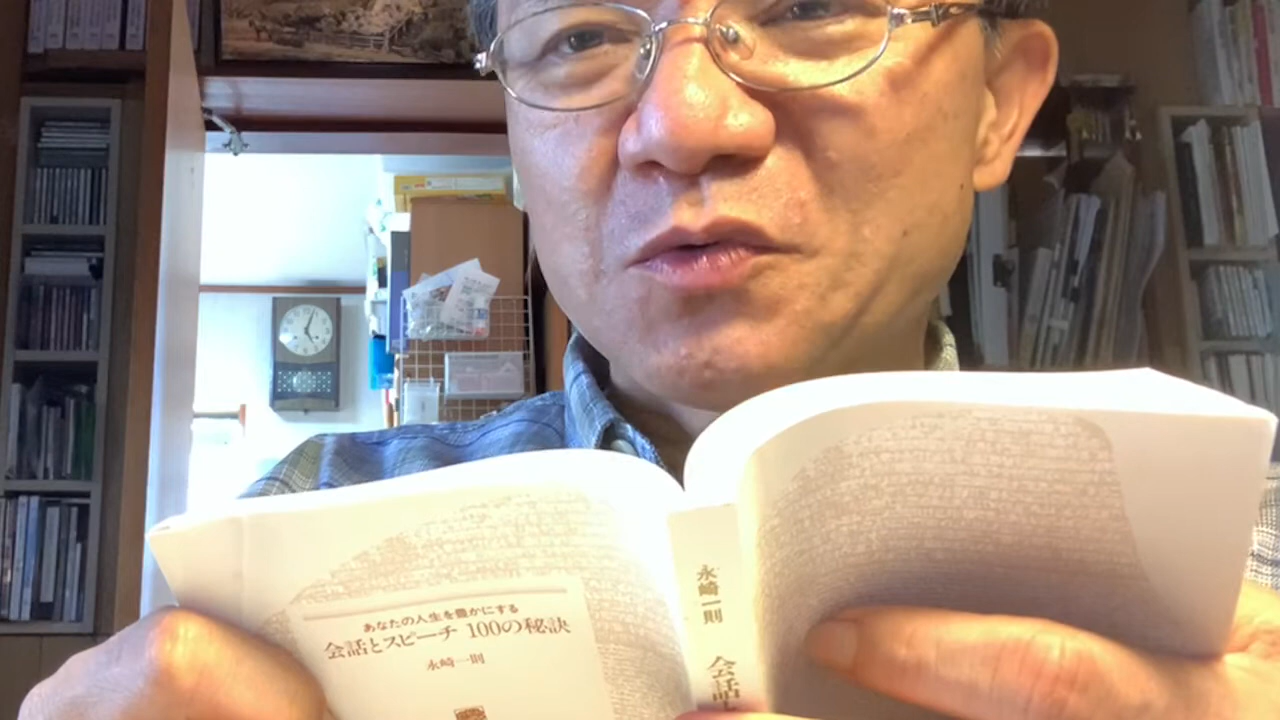 あなたの人生を豊かにする
会話とスピーチ 100の秘訣
永崎一則
永崎一則
会話